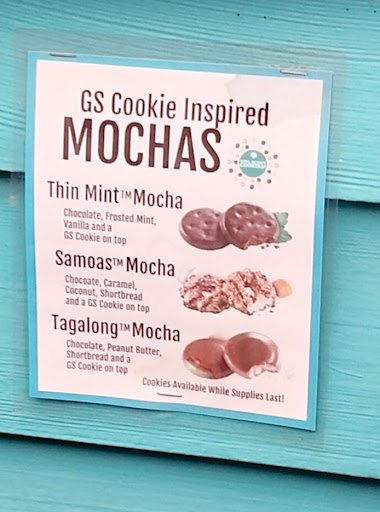 GS Cookie Inspired
MOCHAS
Thin Mint™ Mocha
Chocolate, Frosted Mint,
Vanilla and a
GS Cookie on top
Samoas™ Mocha
Chocoate, Caramel,
Coconut, Shortbread
and a GS Cookie on top
Tagalong™ Mocha
Chocolate, Peanut Butter,
Shortbread and a
GS Cookie on top
Cookies Available While Supplies Last!